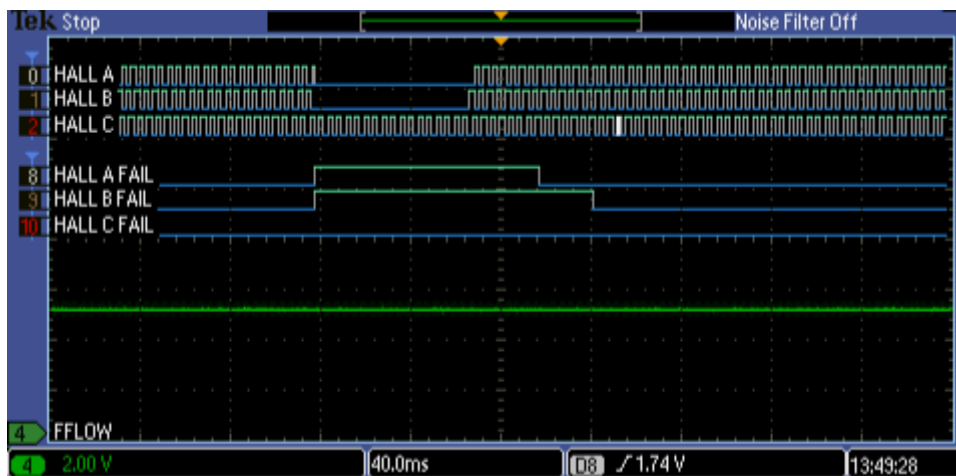 Tek Stop Noise Filter Off
0 HALL A
1 HALL B
2 HALL C
8 HALL A FAIL
9 HALL B FAIL
10 HALL C FAIL
4 FFLOW
4 2.00 V 40.0ms D8 1.74 V 13:49:28